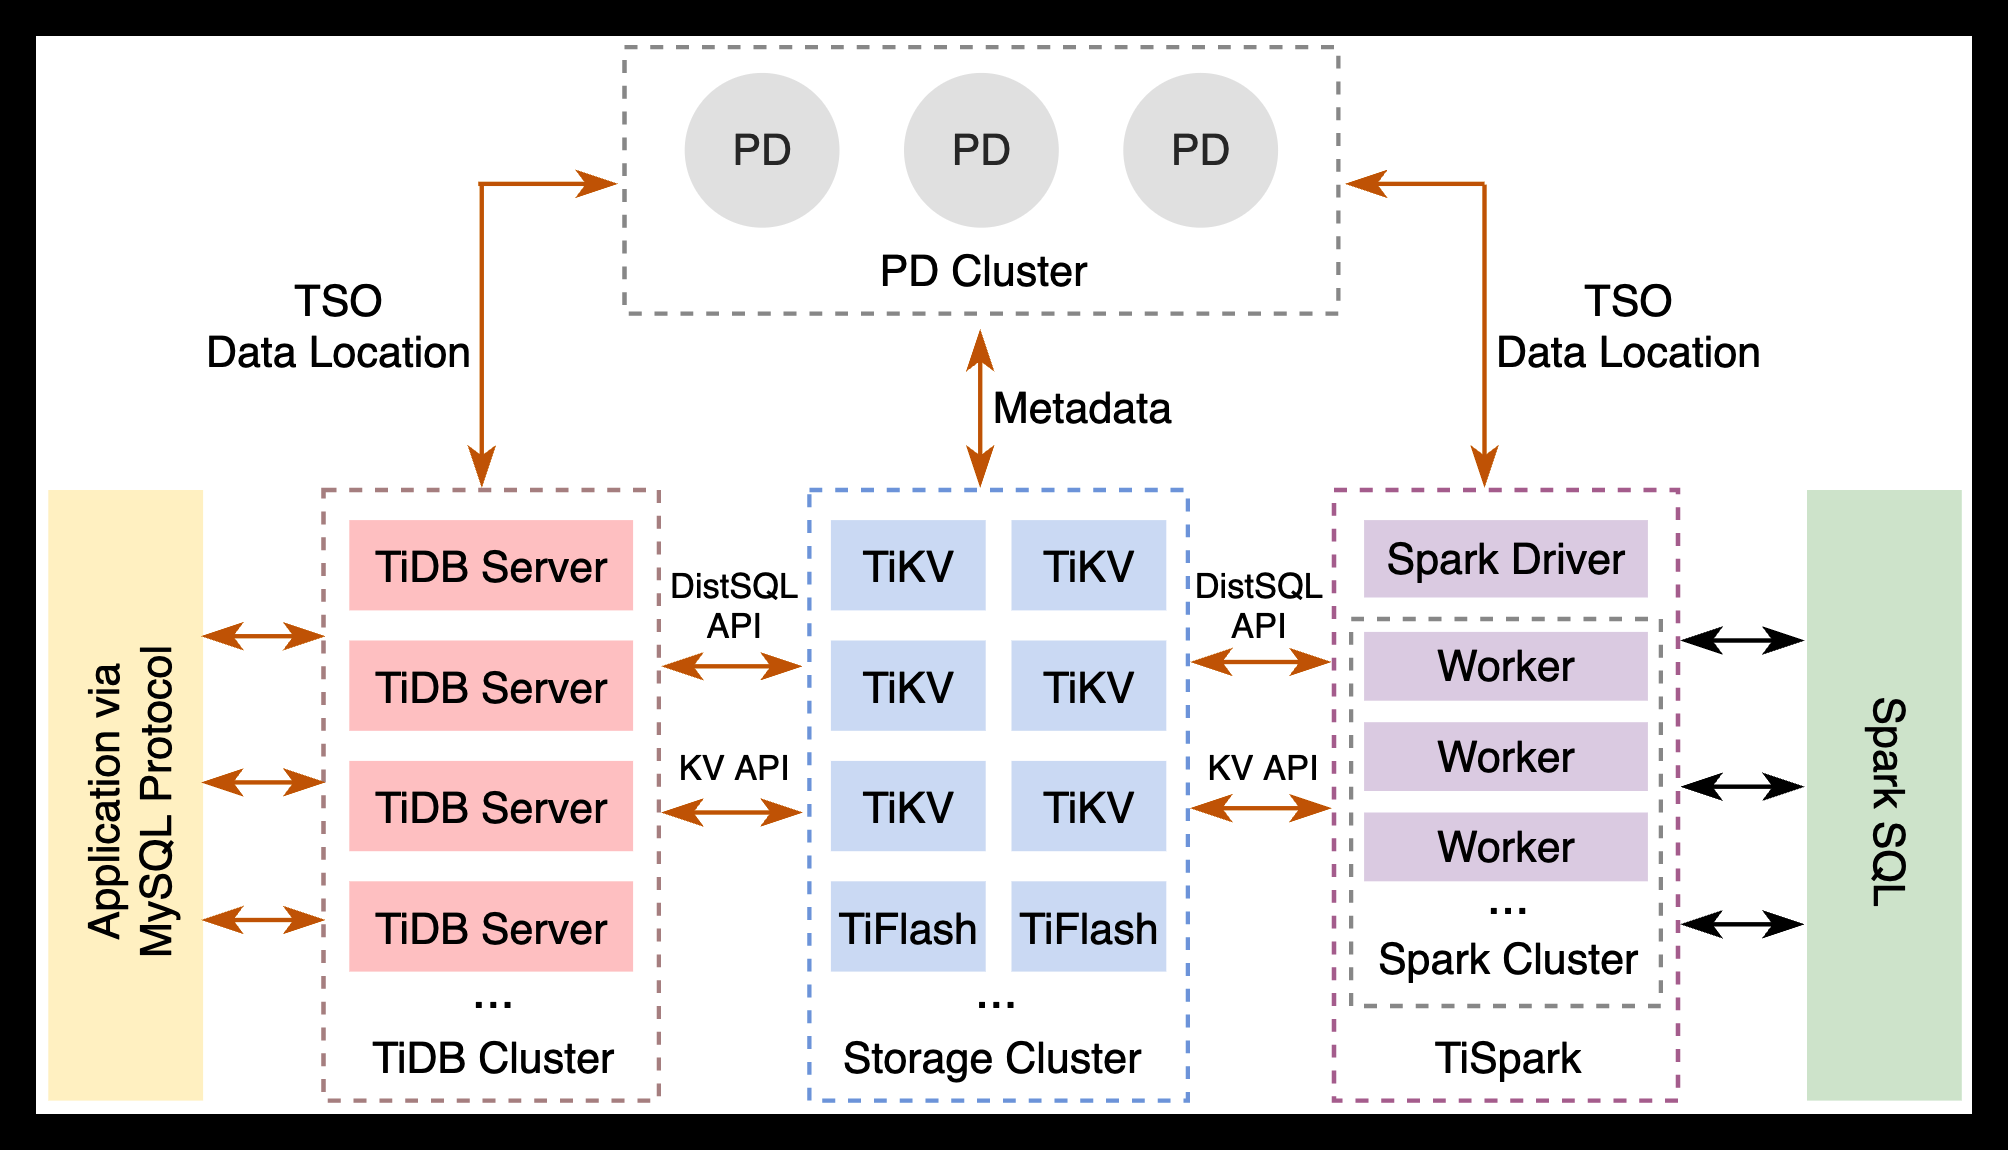 PD
PD
PD
PD Cluster
TSO
Data Location
TSO
Data Location
Metadata
Application via
MySQL Protocol
TiDB Server
TiDB Server
TiDB Server
TiDB Server
...
TiDB Cluster
DistSQL
API
KV API
TiKV
TiKV
TiKV
TiKV
TiKV
TiKV
TiFlash
TiFlash
...
Storage Cluster
DistSQL
API
KV API
Spark Driver
Worker
Worker
Worker
...
Spark Cluster
TiSpark
Spark SQL